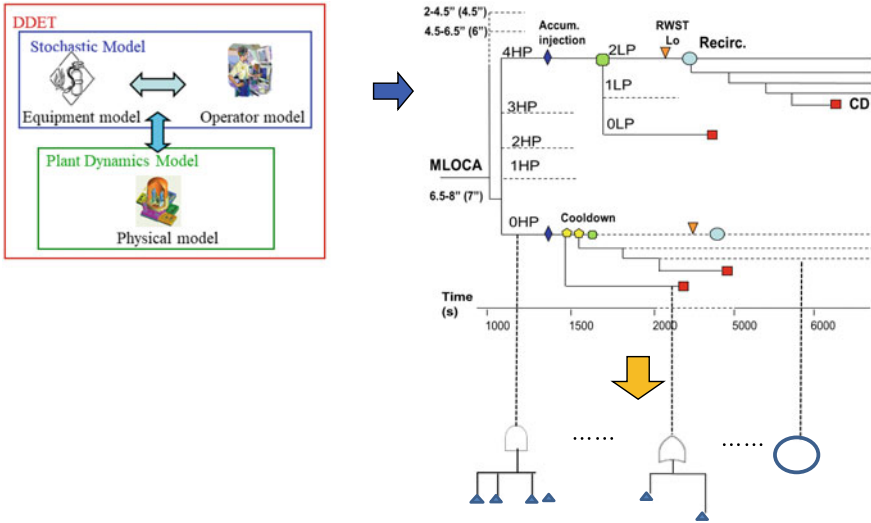 DDET
Stochastic Model
Equipment model
Operator model
Plant Dynamics Model
Physical model
2-4.5" (4.5")
4.5-6.5" (6")
4HP
Accum.
injection
2LP
RWST
Lo
Recirc.
1LP
CD
3HP
0LP
2HP
MLOCA
1HP
6.5-8" (7")
0HP
Cooldown
Time
(s)
1000
1500
2000
5000
6000
......
......